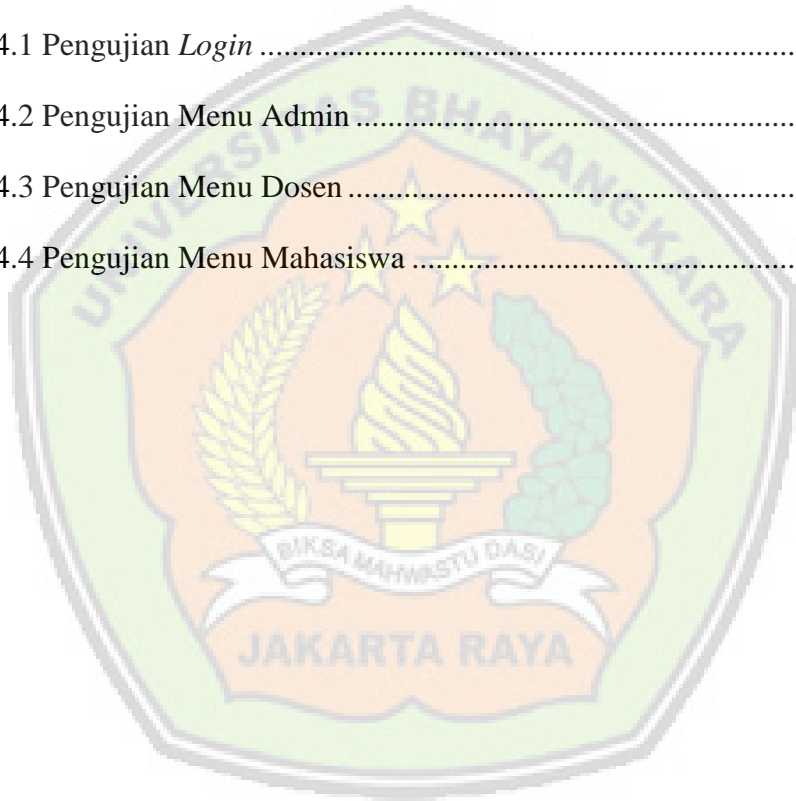 4.1 Pengujian Login ....................................................................
4.2 Pengujian Menu Admin .......................................................
4.3 Pengujian Menu Dosen ........................................................
4.4 Pengujian Menu Mahasiswa ................................................
UNIVERSITAS BHAYANGKARA
BIKSA MAHWASTU DASI
JAKARTA RAYA